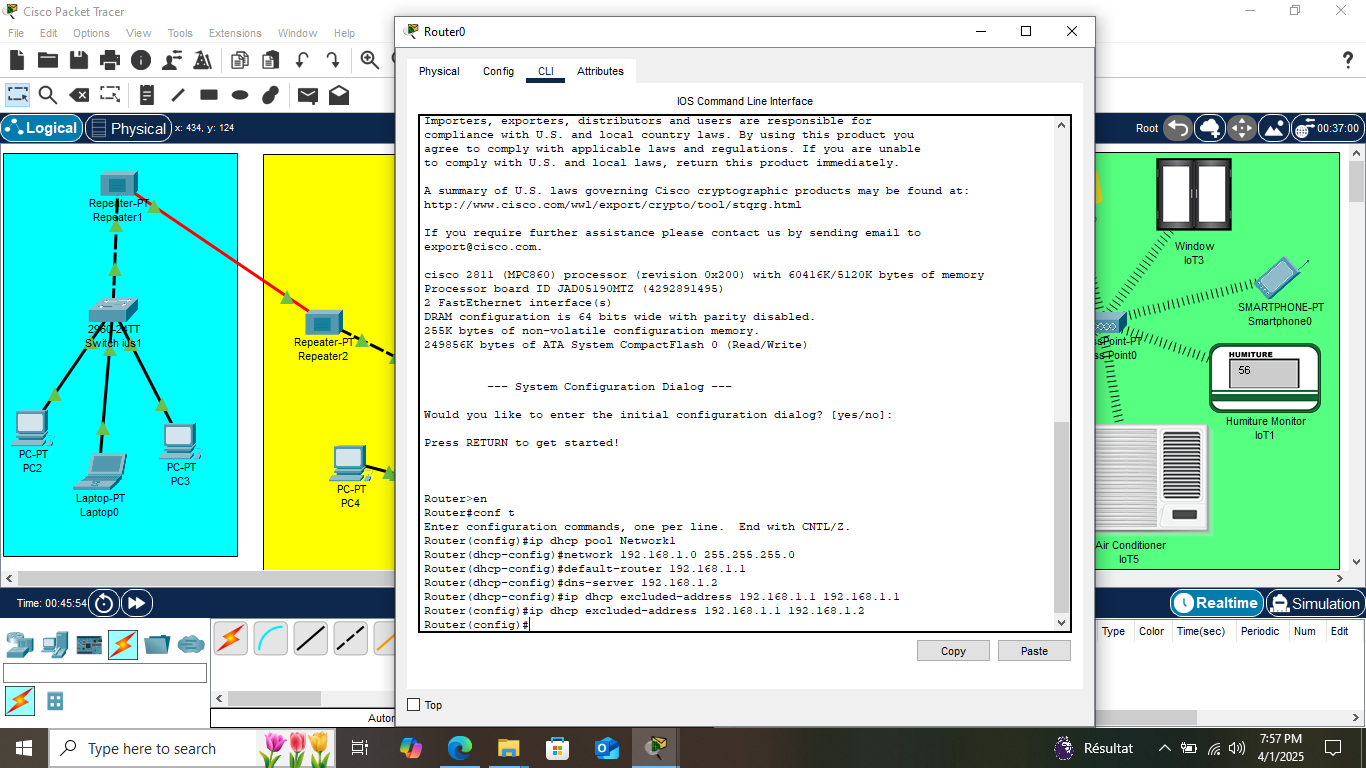 Cisco Packet Tracer
File Edit Options View Tools Extensions Window Help
Logical
Physical
x: 434, y: 124
Root
00:37:00
Repeater-PT
Repeater1
2960-24TT
Switch ius1
PC-PT
PC2
Laptop-PT
Laptop0
PC-PT
PC3
Repeater-PT
Repeater2
PC-PT
PC4
Router0
Physical Config CLI Attributes
IOS Command Line Interface
Importers, exporters, distributors and users are responsible for
compliance with U.S. and local country laws. By using this product you
agree to comply with applicable laws and regulations. If you are unable
to comply with U.S. and local laws, return this product immediately.
A summary of U.S. laws governing Cisco cryptographic products may be found at:
http://www.cisco.com/wwl/export/crypto/tool/stqrg.html
If you require further assistance please contact us by sending email to
export@cisco.com.
cisco 2811 (MPC860) processor (revision 0x200) with 60416K/5120K bytes of memory
Processor board ID JAD05190MTZ (4292891495)
2 FastEthernet interface(s)
DRAM configuration is 64 bits wide with parity disabled.
255K bytes of non-volatile configuration memory.
249856K bytes of ATA System CompactFlash 0 (Read/Write)
--- System Configuration Dialog ---
Would you like to enter the initial configuration dialog? [yes/no]:
Press RETURN to get started!
Router>en
Router#conf t
Enter configuration commands, one per line.  End with CNTL/Z.
Router(config)#ip dhcp pool Network1
Router(dhcp-config)#network 192.168.1.0 255.255.255.0
Router(dhcp-config)#default-router 192.168.1.1
Router(dhcp-config)#dns-server 192.168.1.2
Router(dhcp-config)#ip dhcp excluded-address 192.168.1.1 192.168.1.1
Router(config)#ip dhcp excluded-address 192.168.1.1 192.168.1.2
Router(config)#
Copy
Paste
Top
Window
IoT3
SMARTPHONE-PT
Smartphone0
sPoint-PT
ss Point0
HUMITURE
56
Humiture Monitor
IoT1
Air Conditioner
IoT5
Time: 00:45:54
Realtime
Simulation
Type Color Time(sec) Periodic Num Edit
Autor
Type here to search
Résultat
7:57 PM
4/1/2025